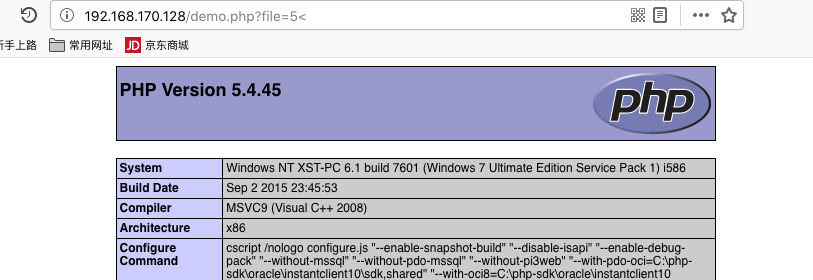 192.168.170.128/demo.php?file=5<
新手上路 常用网址 JD 京东商城
PHP Version 5.4.45
php
System Windows NT XST-PC 6.1 build 7601 (Windows 7 Ultimate Edition Service Pack 1) i586
Build Date Sep 2 2015 23:45:53
Compiler MSVC9 (Visual C++ 2008)
Architecture x86
Configure Command cscript /nologo configure.js "--enable-snapshot-build" "--disable-isapi" "--enable-debug-
pack" "--without-mssql" "--without-pdo-mssql" "--without-pi3web" "--with-pdo-oci=C:\php-
sdk\oracle\instantclient10\sdk,shared" "--with-oci8=C:\php-sdk\oracle\instantclient10